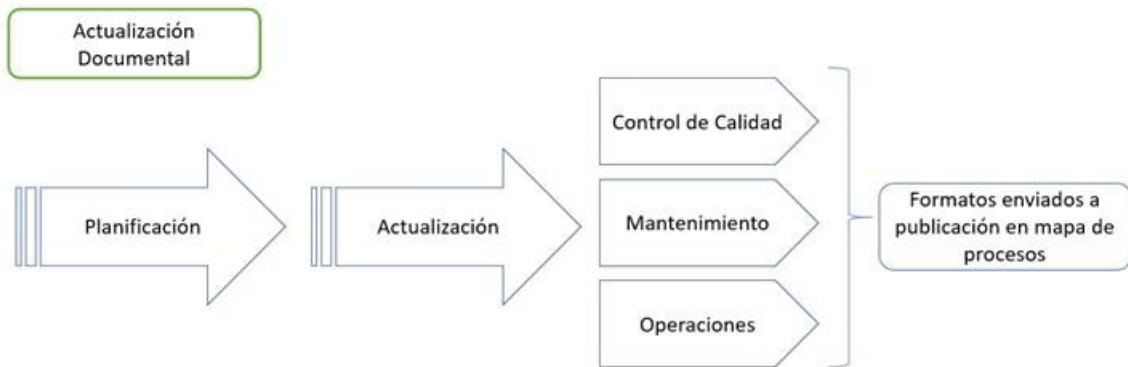 Actualización
Documental
Planificación
Actualización
Control de Calidad
Mantenimiento
Operaciones
Formatos enviados a
publicación en mapa de
procesos